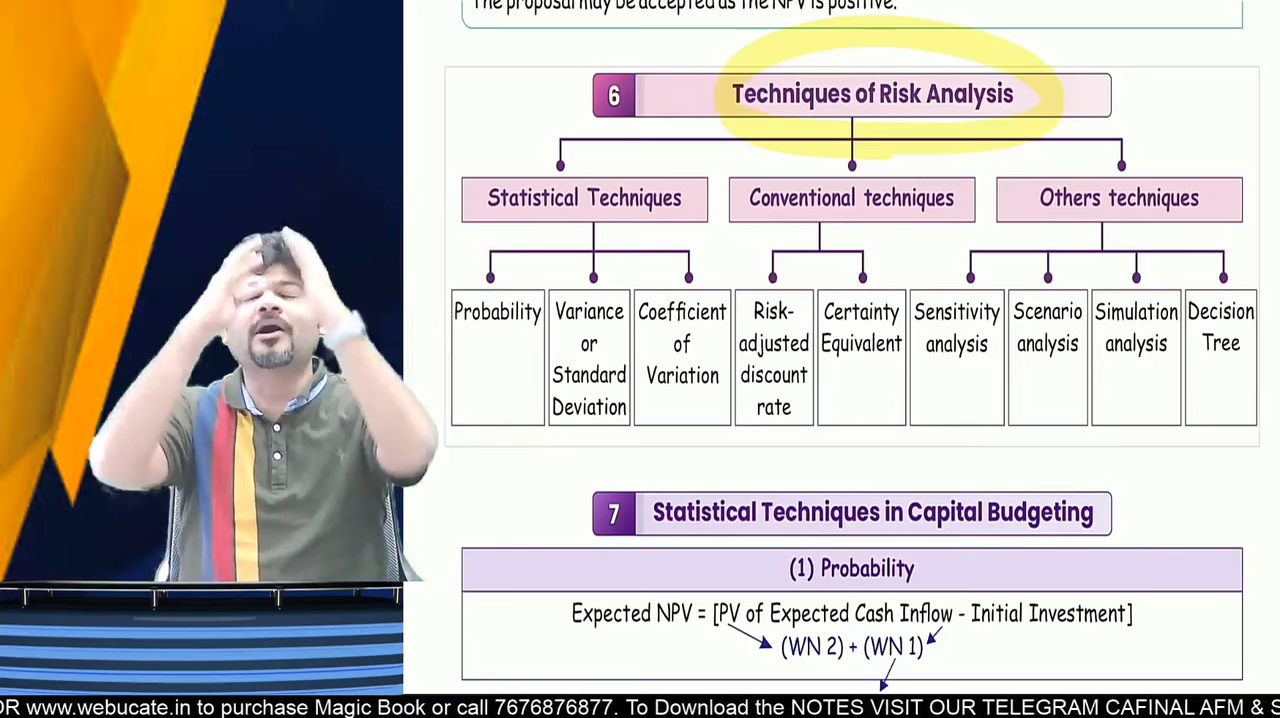 The proposal may be accepted as the NPV is positive.
6 Techniques of Risk Analysis
Statistical Techniques
Conventional techniques
Others techniques
Probability
Variance
or
Standard
Deviation
Coefficient
of
Variation
Risk-
adjusted
discount
rate
Certainty
Equivalent
Sensitivity
analysis
Scenario
analysis
Simulation
analysis
Decision
Tree
7 Statistical Techniques in Capital Budgeting
(1) Probability
Expected NPV = [PV of Expected Cash Inflow - Initial Investment]
(WN 2) + (WN 1)
OR www.webucate.in to purchase Magic Book or call 7676876877. To Download the NOTES VISIT OUR TELEGRAM CAFINAL AFM & S